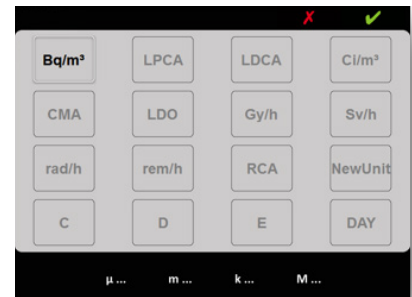 ✗ ✓
Bq/m³ LPCA LDCA Ci/m³
CMA LDO Gy/h Sv/h
rad/h rem/h RCA NewUnit
C D E DAY
µ ... m ... k ... M ...